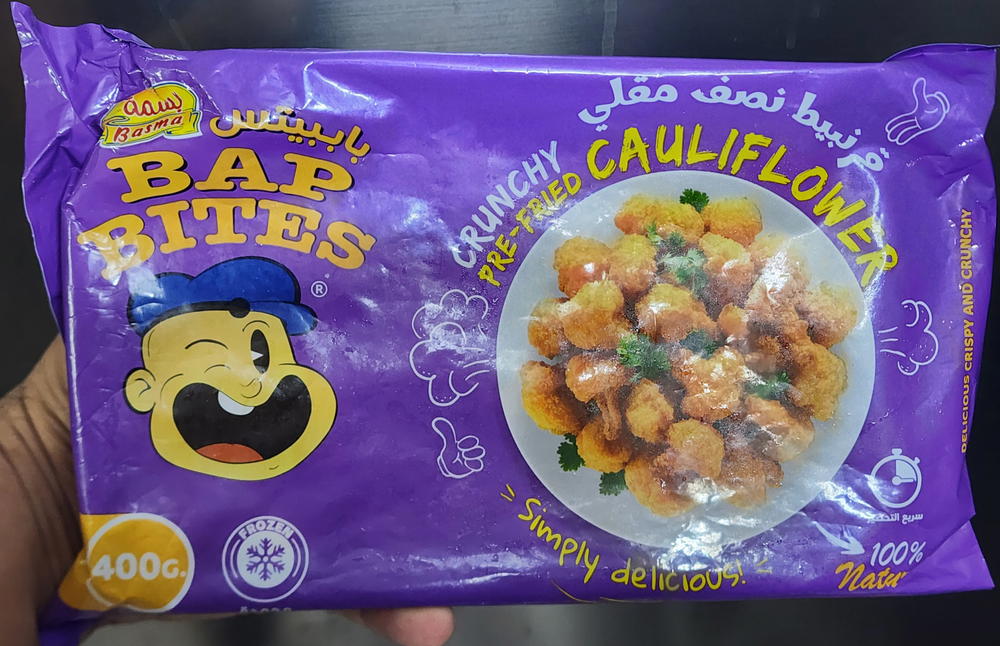 بسمة
Basma
بابيتس
BAP
BITES
®
قرنبيط نصف مقلي
CRUNCHY
PRE-FRIED
CAULIFLOWER
DELICIOUS CRISPY AND CRUNCHY
Simply delicious!
سريع
100%
400G.
FROZEN